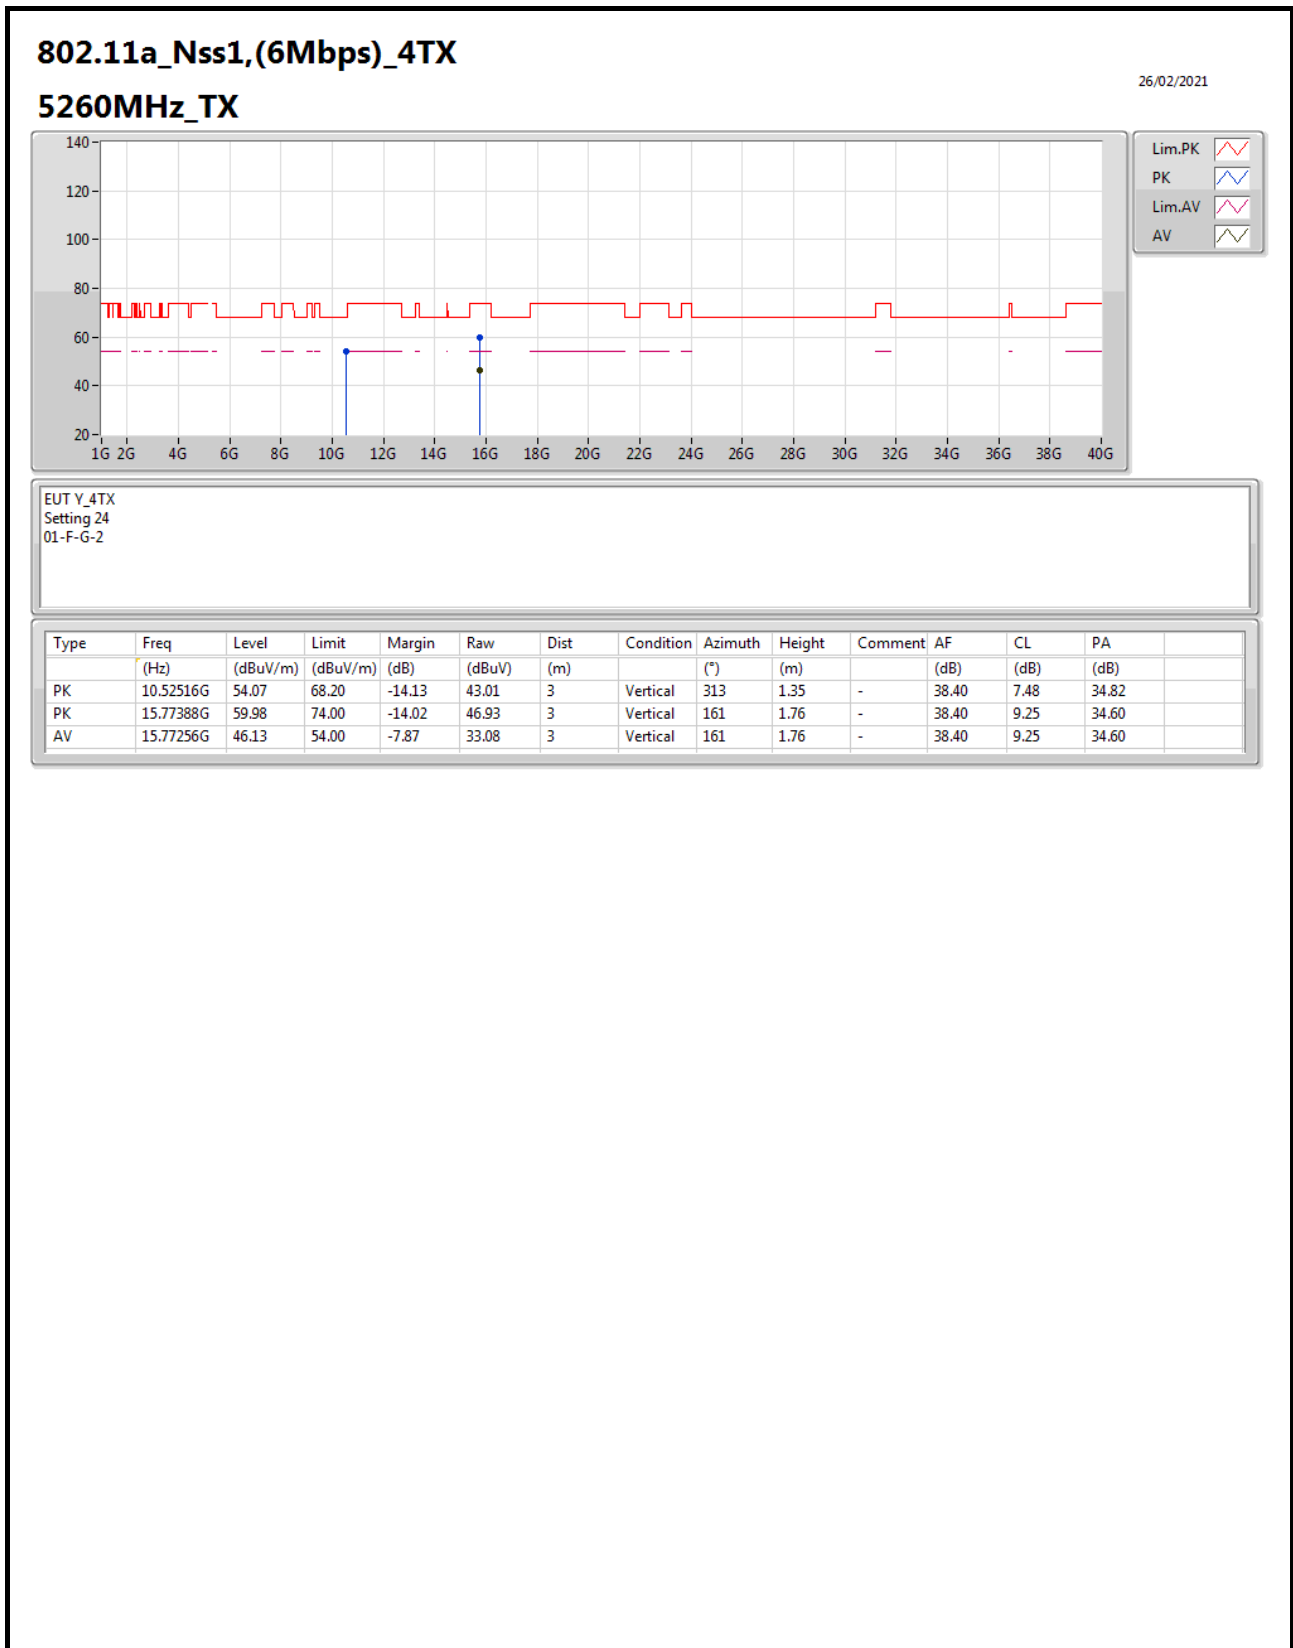 802.11a_Nss1,(6Mbps)_4TX
26/02/2021
5260MHz_TX
140
120
100
80
60
40
20
1G 2G 4G 6G 8G 10G 12G 14G 16G 18G 20G 22G 24G 26G 28G 30G 32G 34G 36G 38G 40G
Lim.PK
PK
Lim.AV
AV
EUT Y_4TX
Setting 24
01-F-G-2
Type Freq Level Limit Margin Raw Dist Condition Azimuth Height Comment AF CL PA
(Hz) (dBuV/m) (dBuV/m) (dB) (dBuV) (m) (°) (m) (dB) (dB) (dB)
PK 10.52516G 54.07 68.20 -14.13 43.01 3 Vertical 313 1.35 - 38.40 7.48 34.82
PK 15.77388G 59.98 74.00 -14.02 46.93 3 Vertical 161 1.76 - 38.40 9.25 34.60
AV 15.77256G 46.13 54.00 -7.87 33.08 3 Vertical 161 1.76 - 38.40 9.25 34.60